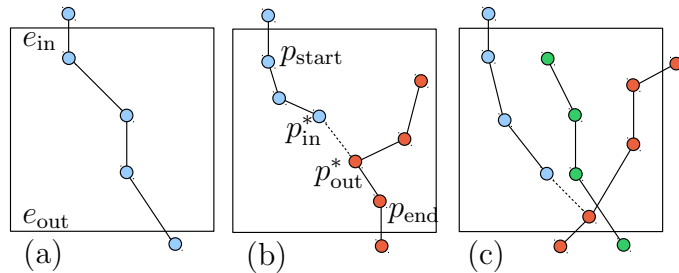 e_in
e_out
(a)
p_start
p*_in
p*_out
p_end
(b)
(c)